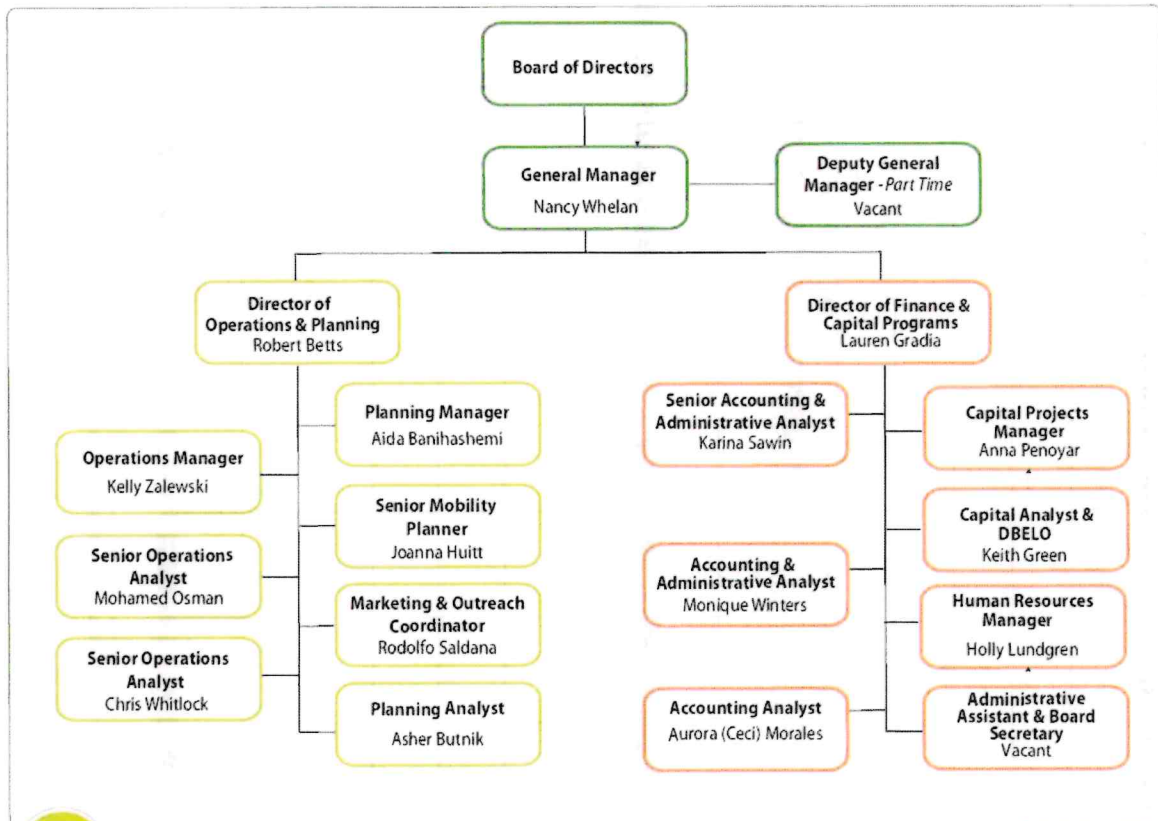 Board of Directors
General Manager
Nancy Whelan
Deputy General
Manager - Part Time
Vacant
Director of
Operations & Planning
Robert Betts
Director of Finance &
Capital Programs
Lauren Gradia
Planning Manager
Aida Banihashemi
Operations Manager
Kelly Zalewski
Senior Mobility
Planner
Joanna Huitt
Senior Operations
Analyst
Mohamed Osman
Marketing & Outreach
Coordinator
Rodolfo Saldana
Senior Operations
Analyst
Chris Whitlock
Planning Analyst
Asher Butnik
Senior Accounting &
Administrative Analyst
Karina Sawin
Capital Projects
Manager
Anna Penoyar
Capital Analyst &
DBELO
Keith Green
Accounting &
Administrative Analyst
Monique Winters
Human Resources
Manager
Holly Lundgren
Accounting Analyst
Aurora (Ceci) Morales
Administrative
Assistant & Board
Secretary
Vacant